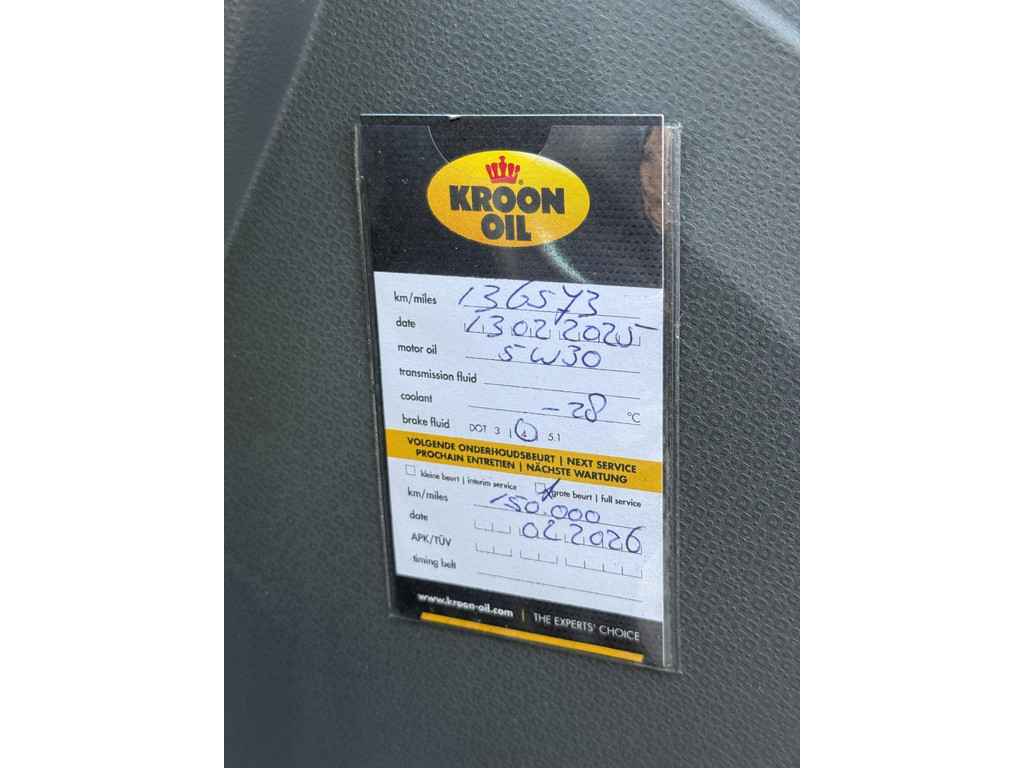 KROON
OIL
km/miles 136573
date 13 02 2025
motor oil 5W30
transmission fluid
coolant -28 °C
brake fluid DOT 3 | 4 | 5.1
VOLGENDE ONDERHOUDSBEURT | NEXT SERVICE
PROCHAIN ENTRETIEN | NÄCHSTE WARTUNG
kleine beurt | interim service grote beurt | full service
km/miles 150.000
date 02 2026
APK/TÜV
timing belt
www.kroon-oil.com | THE EXPERTS' CHOICE